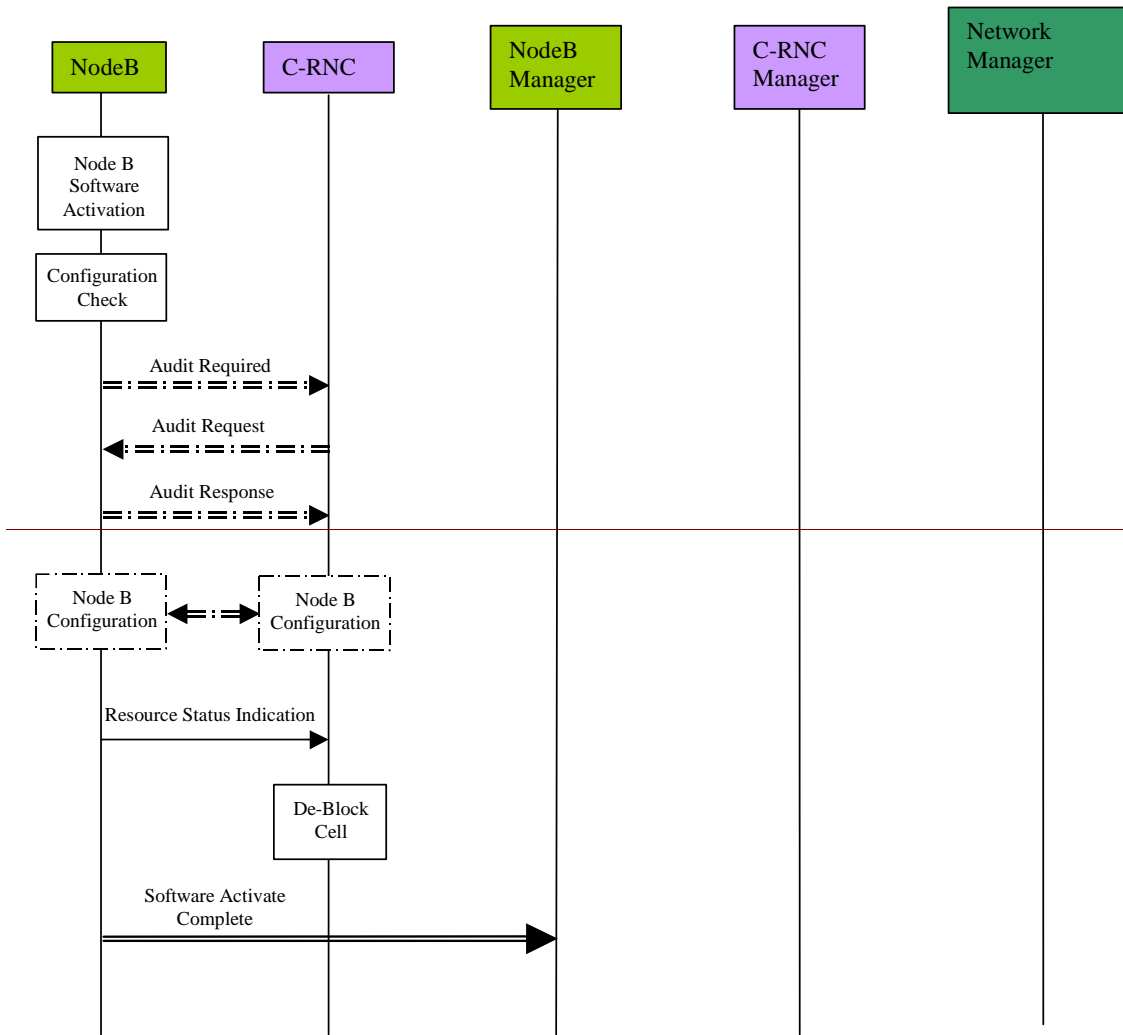 NodeB
C-RNC
NodeB
Manager
C-RNC
Manager
Network
Manager
Node B
Software
Activation
Configuration
Check
Audit Required
Audit Request
Audit Response
Node B
Configuration
Node B
Configuration
Resource Status Indication
De-Block
Cell
Software Activate
Complete